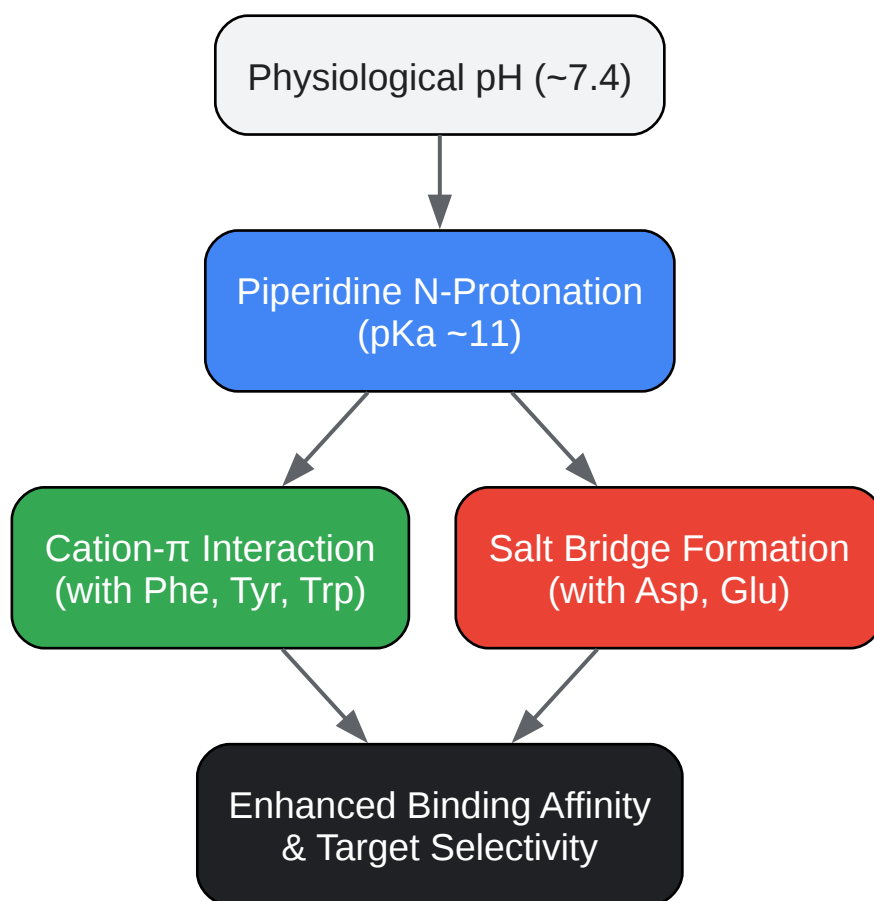 Physiological pH (~7.4)
Piperidine N-Protonation
(pKa ~11)
Cation-π Interaction
(with Phe, Tyr, Trp)
Salt Bridge Formation
(with Asp, Glu)
Enhanced Binding Affinity
& Target Selectivity